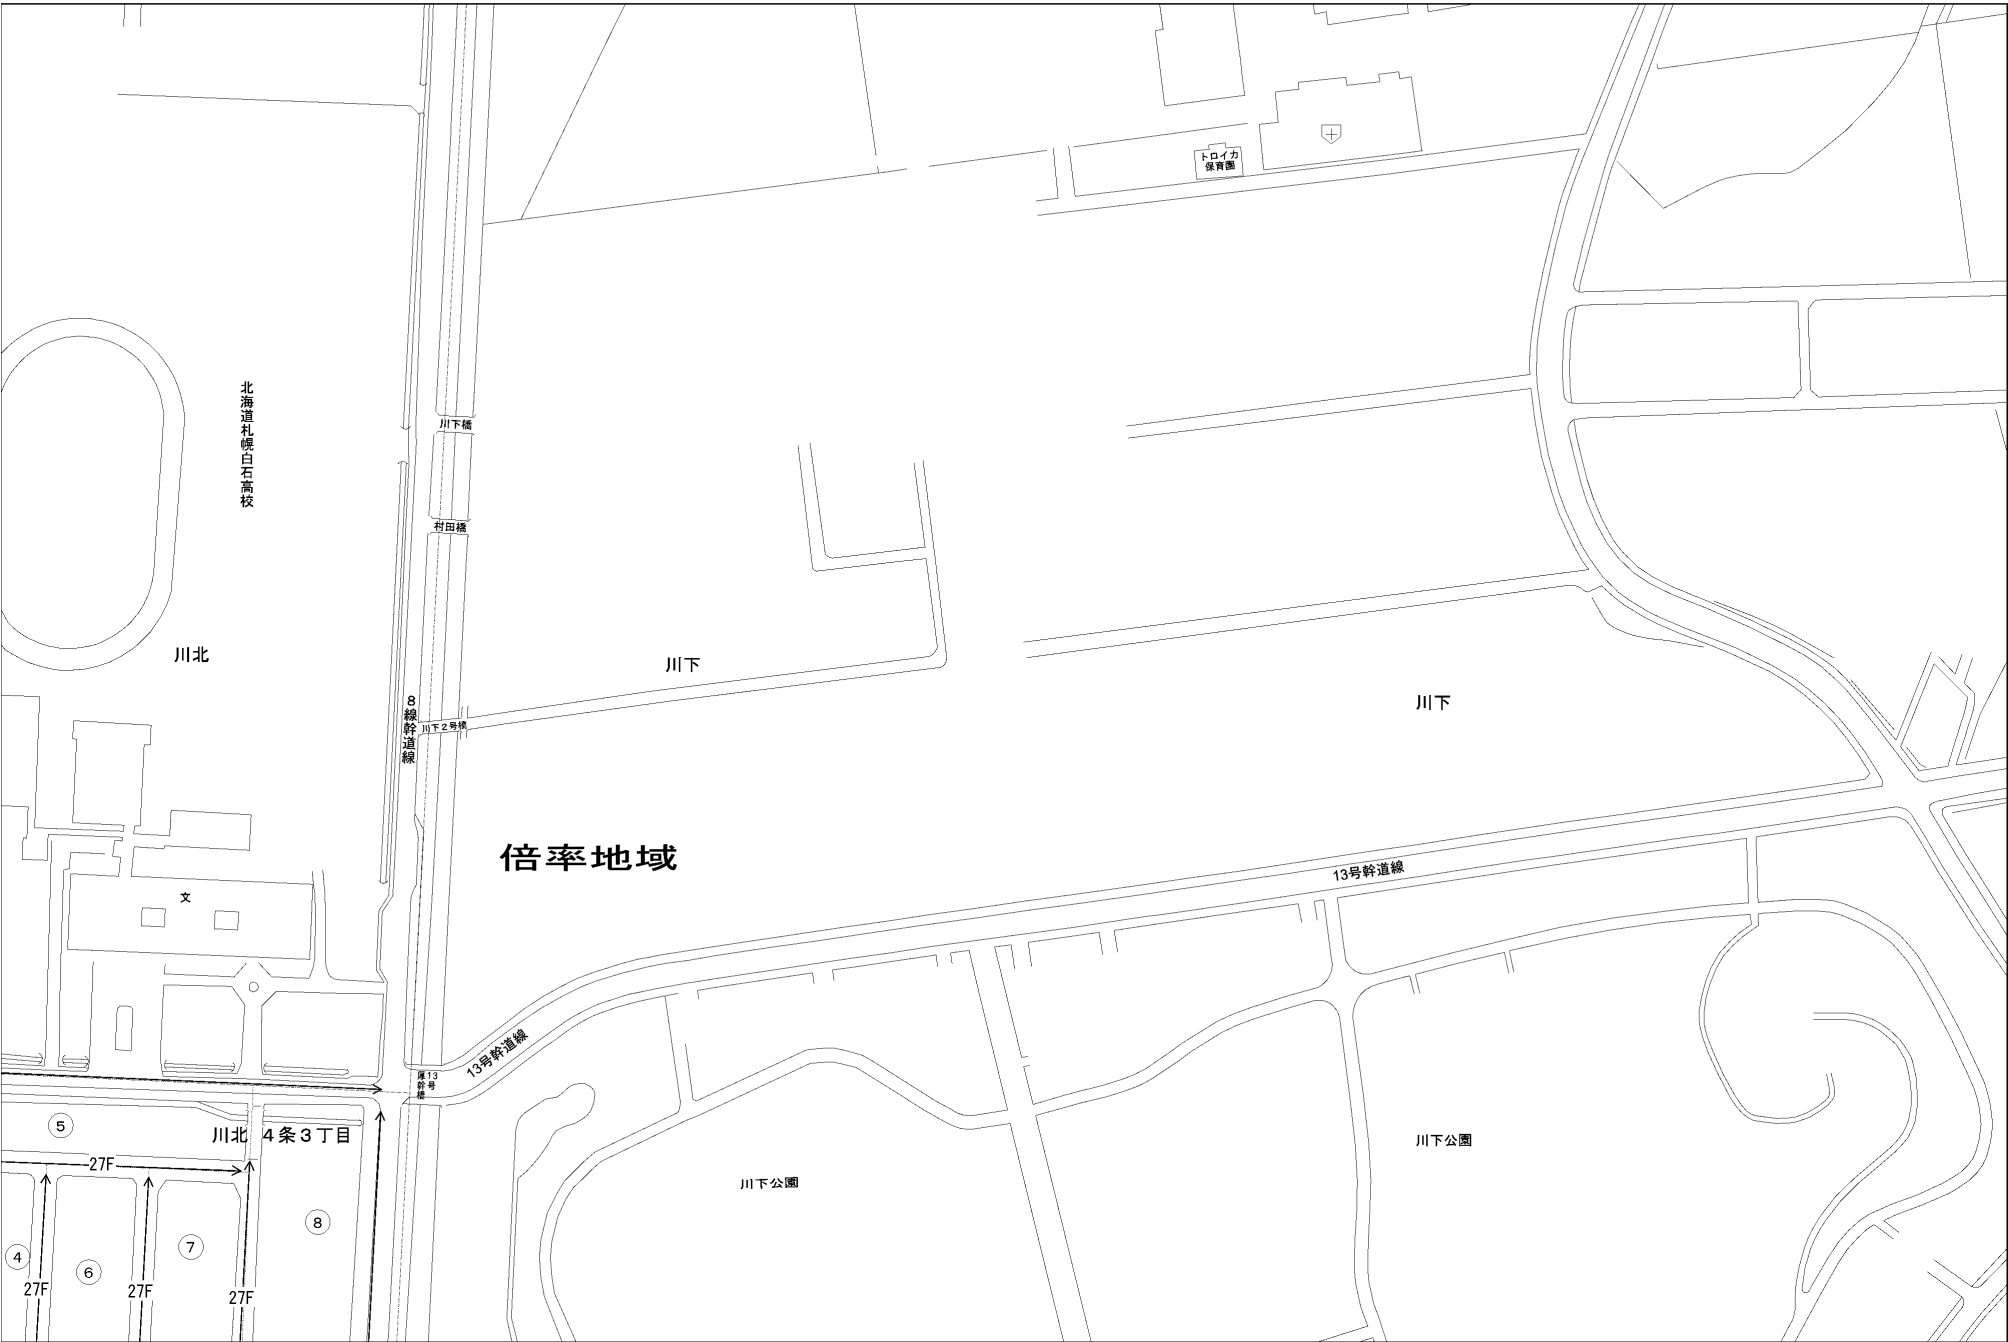 トロイカ
保育園
北海道札幌白石高校
川下橋
村田橋
川北
川下
川下
8線幹道線
川下2号橋
倍率地域
文
13号幹道線
13号幹道線
川北 4条3丁目
⑤
27F
川下公園
川下公園
⑧
④
⑦
⑥
27F
27F
27F